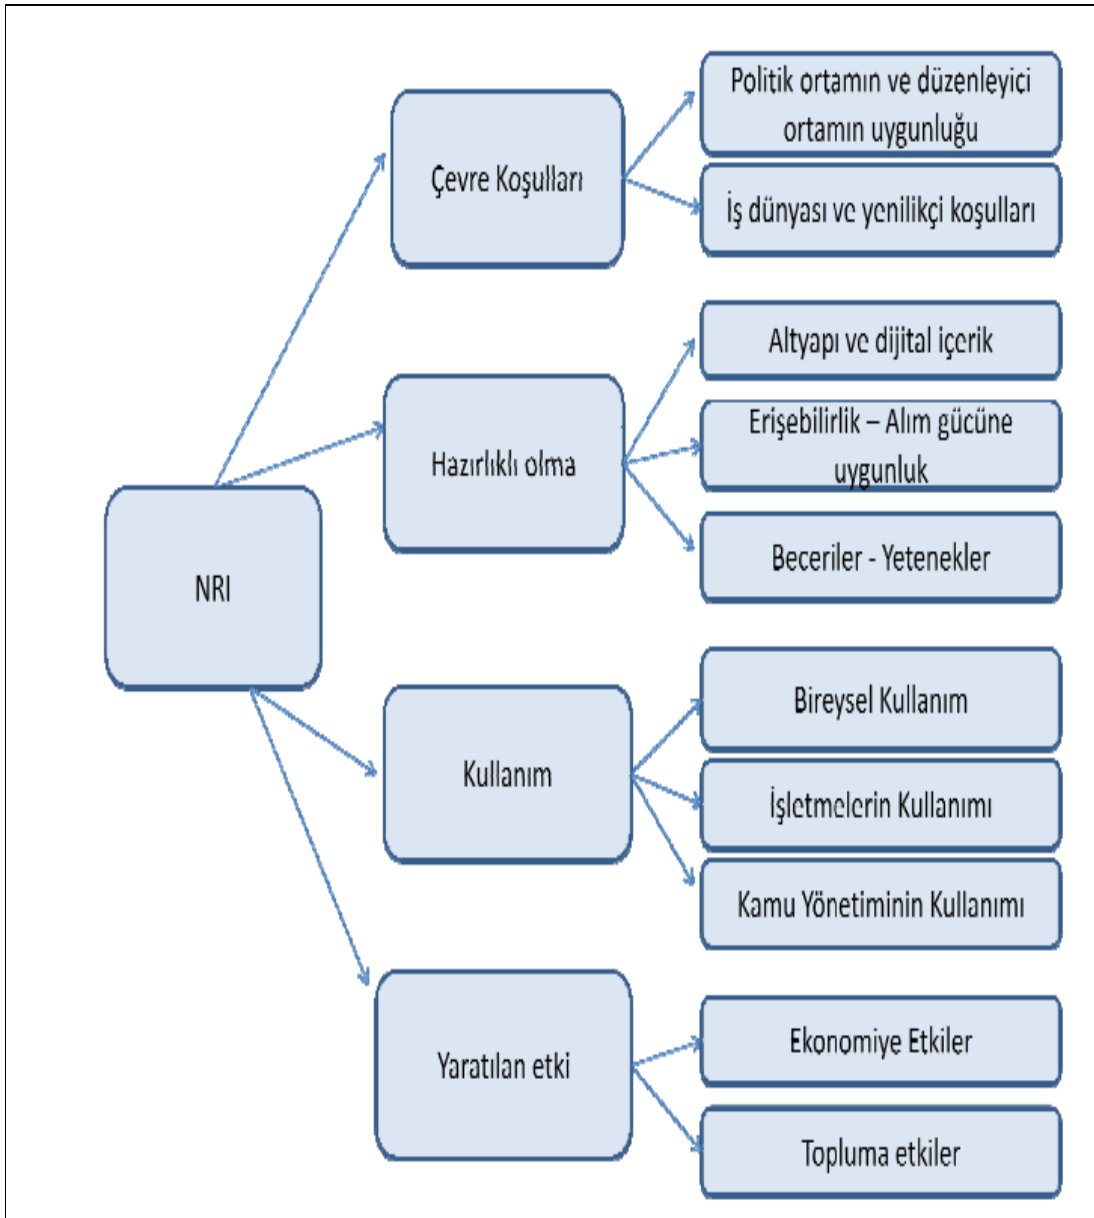 NRI
Çevre Koşulları
Politik ortamın ve düzenleyici
ortamın uygunluğu
İş dünyası ve yenilikçi koşulları
Hazırlıklı olma
Altyapı ve dijital içerik
Erişebilirlik – Alım gücüne
uygunluk
Beceriler - Yetenekler
Kullanım
Bireysel Kullanım
İşletmelerin Kullanımı
Kamu Yönetiminin Kullanımı
Yaratılan etki
Ekonomiye Etkiler
Topluma etkiler